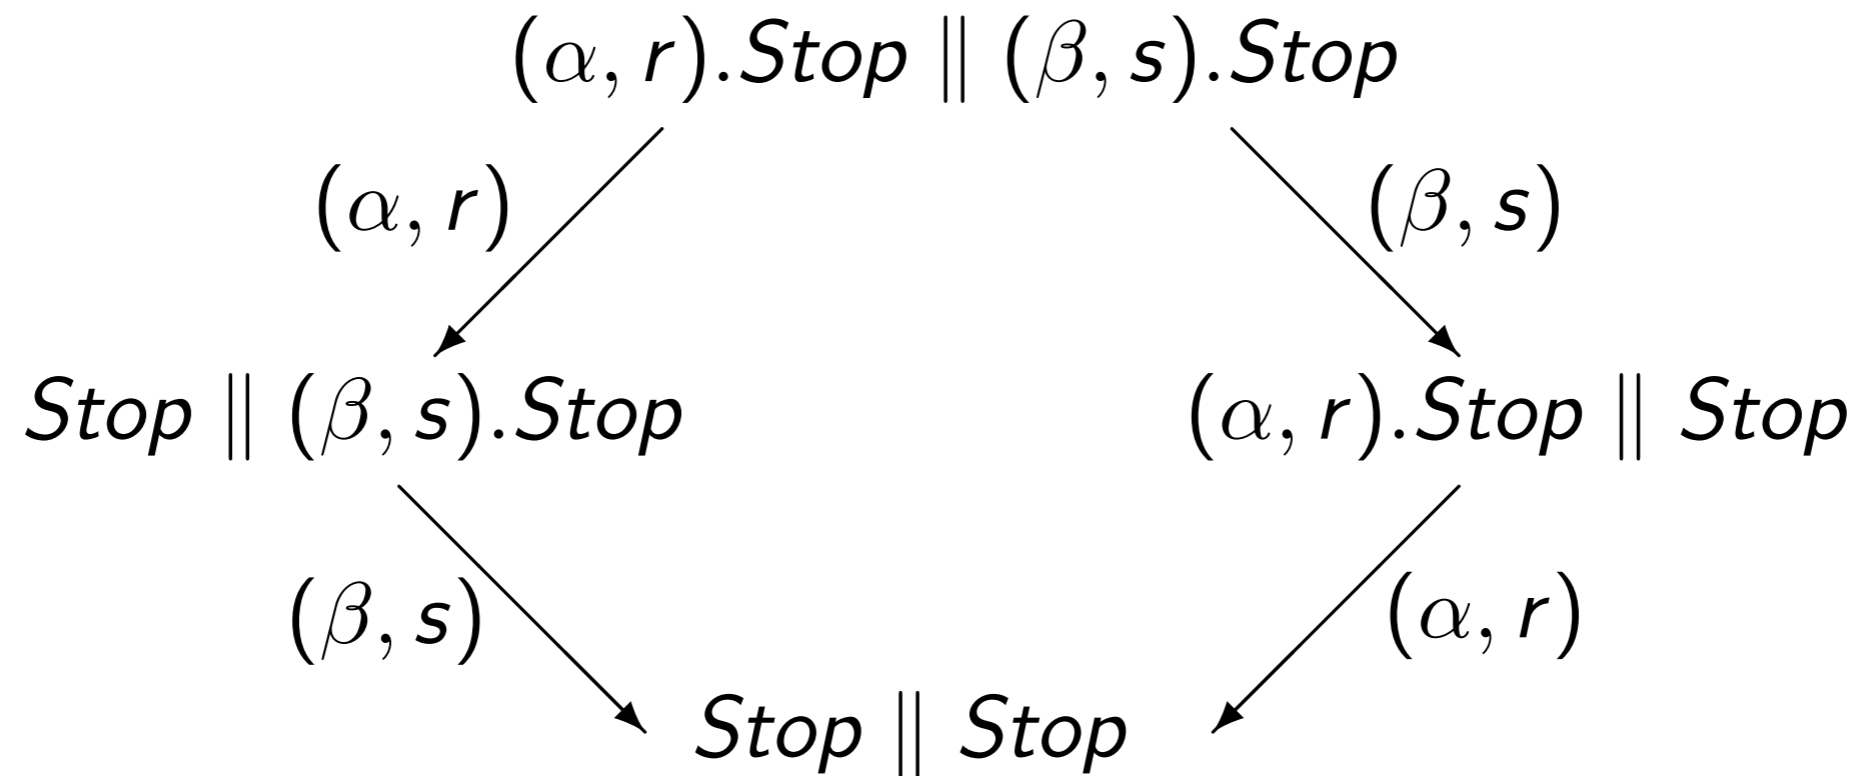 (α, r).Stop ∥ (β, s).Stop
(α, r)
(β, s)
Stop ∥ (β, s).Stop
(α, r).Stop ∥ Stop
(β, s)
(α, r)
Stop ∥ Stop